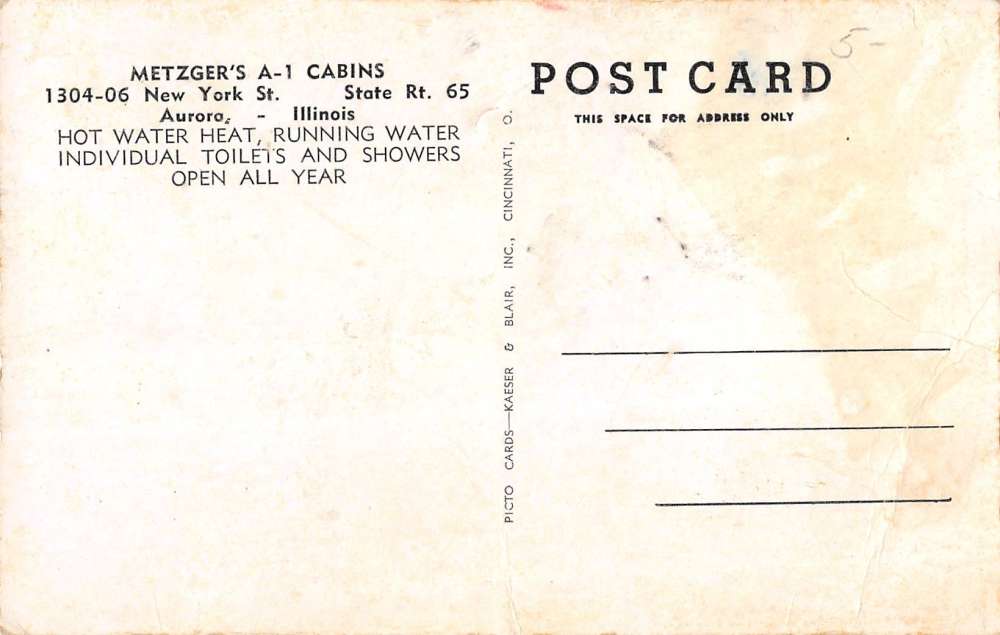 METZGER'S A-1 CABINS
1304-06 New York St. State Rt. 65
Aurora, - Illinois
HOT WATER HEAT, RUNNING WATER
INDIVIDUAL TOILETS AND SHOWERS
OPEN ALL YEAR
PICTO CARDS—KAESER & BLAIR, INC., CINCINNATI, O.
5-
POST CARD
THIS SPACE FOR ADDRESS ONLY